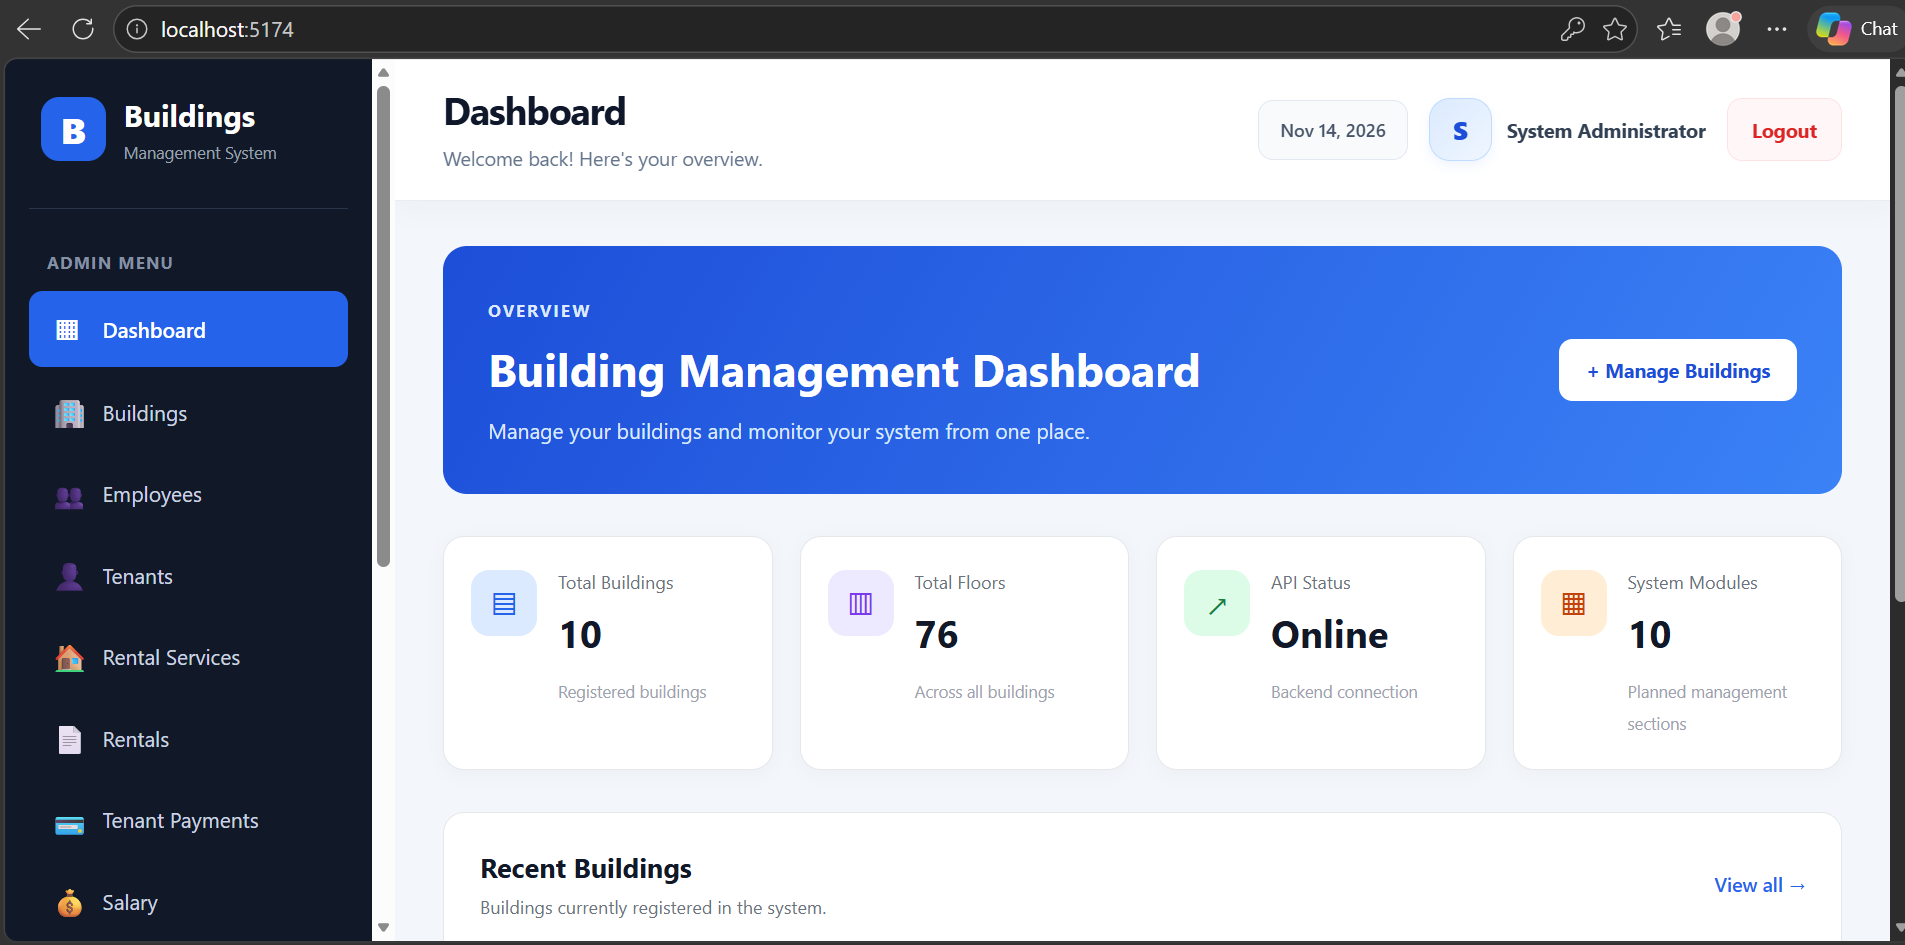 localhost:5174
Chat
B
Buildings
Management System
ADMIN MENU
Dashboard
Buildings
Employees
Tenants
Rental Services
Rentals
Tenant Payments
Salary
Dashboard
Welcome back! Here's your overview.
Nov 14, 2026
S
System Administrator
Logout
OVERVIEW
Building Management Dashboard
Manage your buildings and monitor your system from one place.
+ Manage Buildings
Total Buildings
10
Registered buildings
Total Floors
76
Across all buildings
API Status
Online
Backend connection
System Modules
10
Planned management
sections
Recent Buildings
Buildings currently registered in the system.
View all →